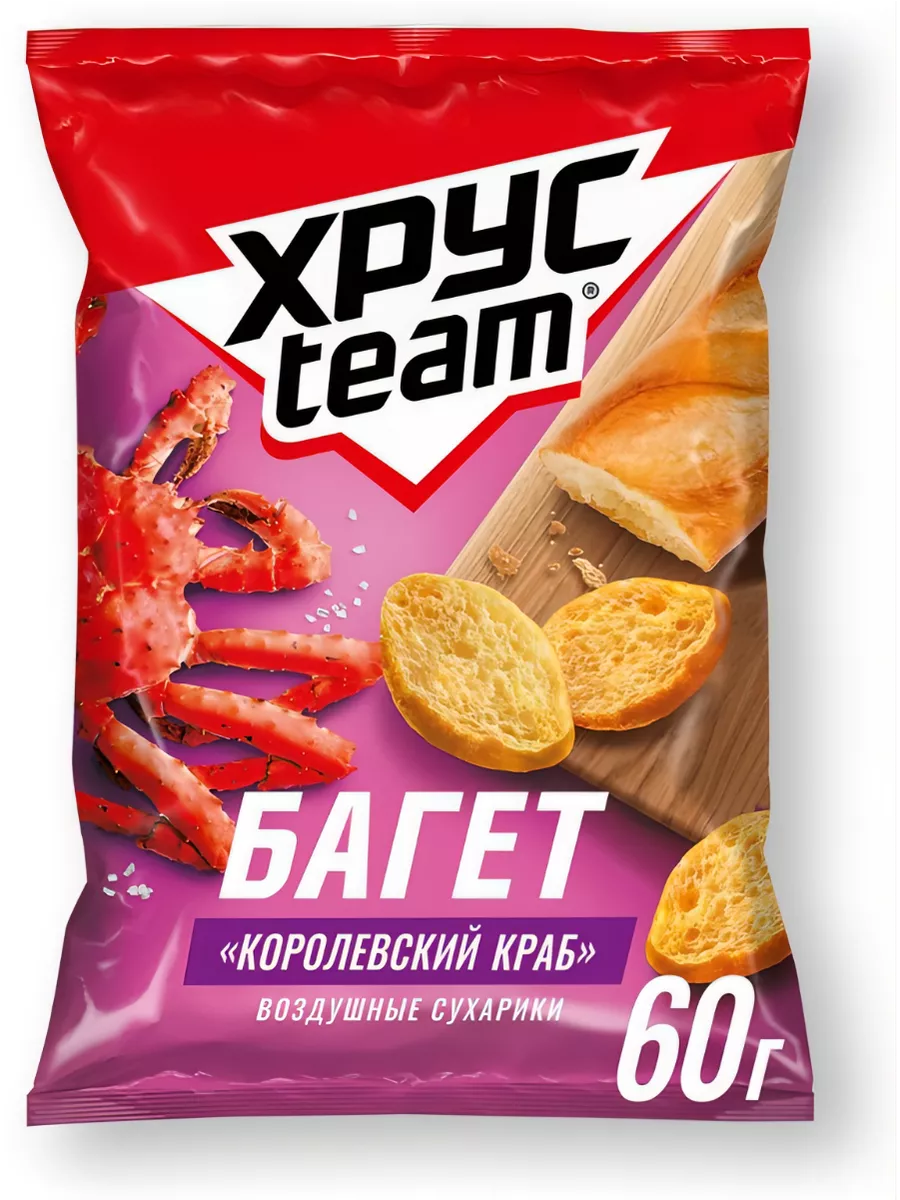 ХРУС
team®
БАГЕТ
«КОРОЛЕВСКИЙ КРАБ»
ВОЗДУШНЫЕ СУХАРИКИ
60г